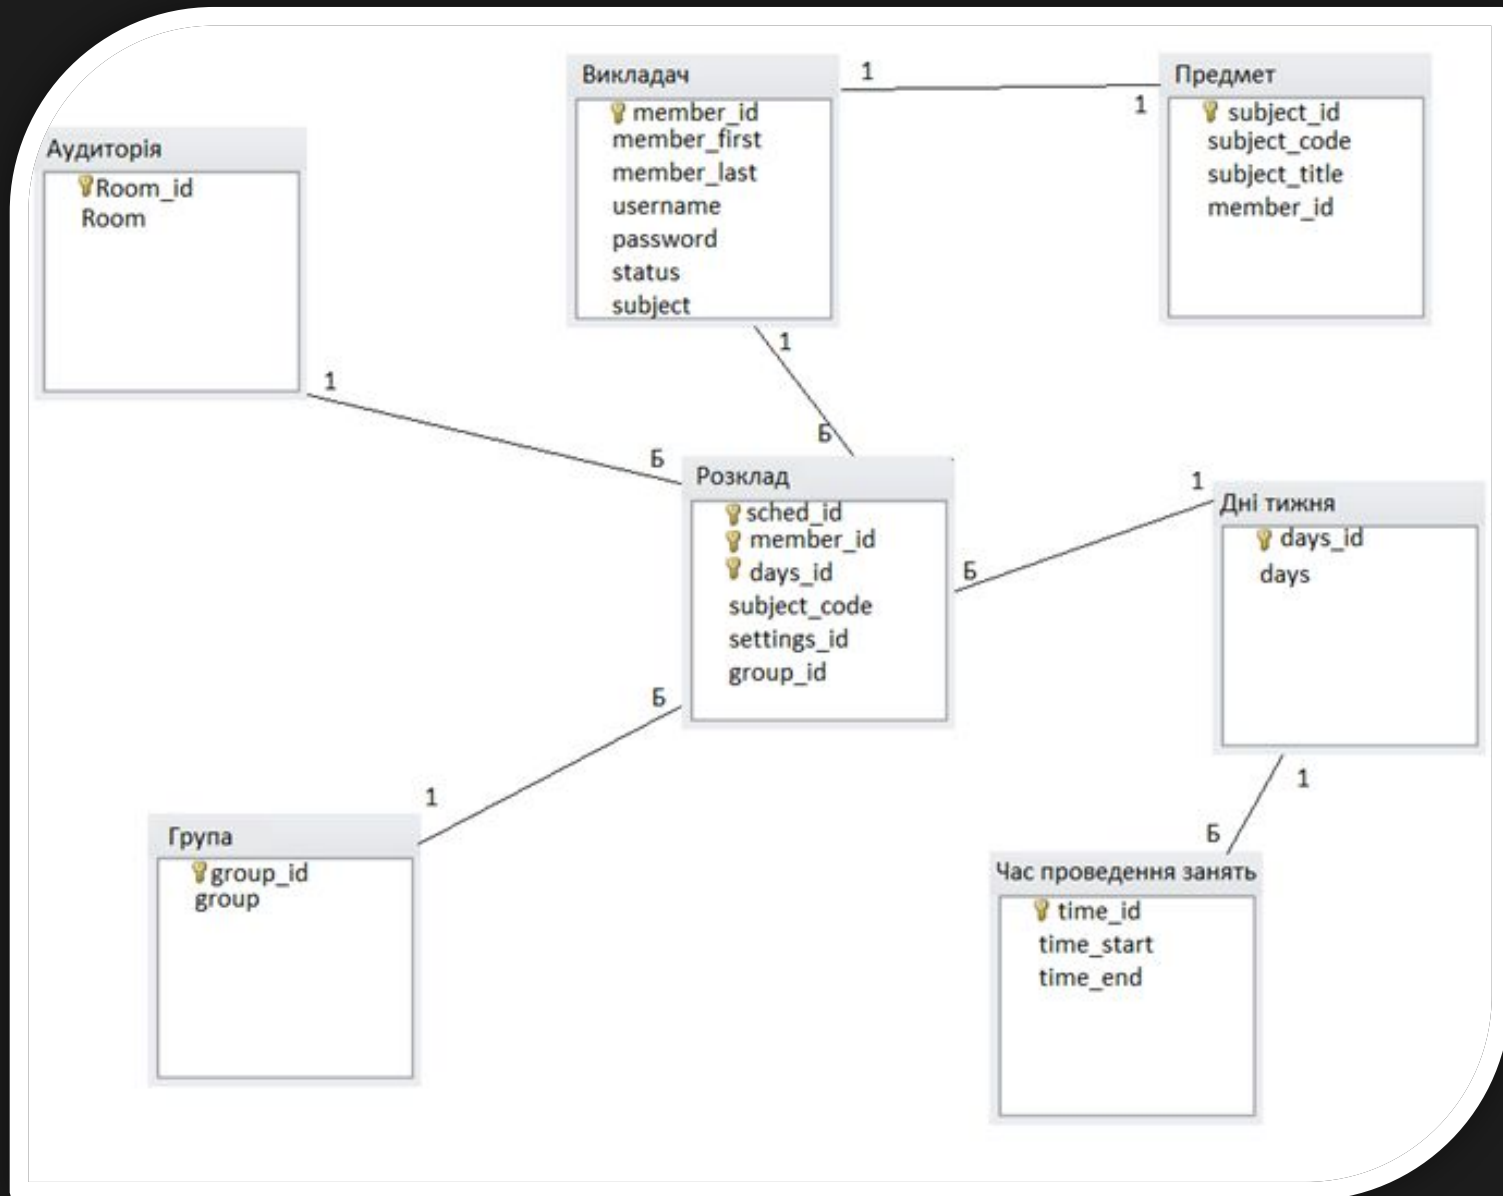 Викладач
member_id
member_first
member_last
username
password
status
subject
1
1
Предмет
subject_id
subject_code
subject_title
member_id
Аудиторія
Room_id
Room
1
Б
1
Б
Розклад
sched_id
member_id
days_id
subject_code
settings_id
group_id
1
Б
Дні тижня
days_id
days
Б
1
Група
group_id
group
1
Б
Час проведення занять
time_id
time_start
time_end